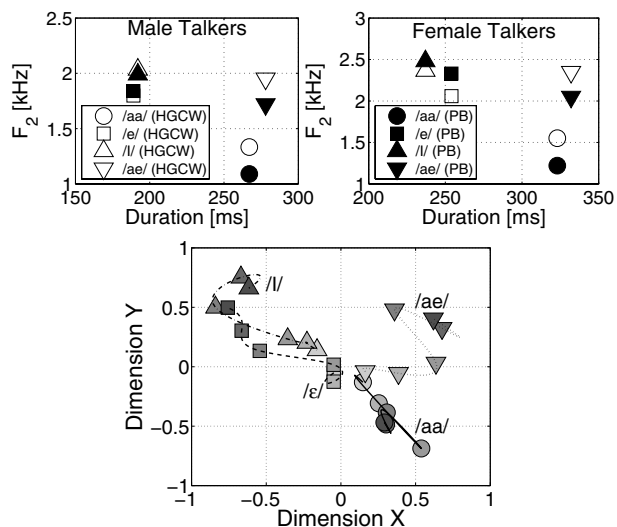 Male Talkers
F2 [kHz]
2.5
2
1.5
1
/aa/ (HGCW)
/e/ (HGCW)
/I/ (HGCW)
/ae/ (HGCW)
150
200
250
300
Duration [ms]
Female Talkers
F2 [kHz]
3
2.5
2
1.5
1
/aa/ (PB)
/e/ (PB)
/I/ (PB)
/ae/ (PB)
200
250
300
350
Duration [ms]
Dimension Y
1
0.5
0
−0.5
−1
/I/
/ae/
/ε/
/aa/
−1
−0.5
0
0.5
1
Dimension X